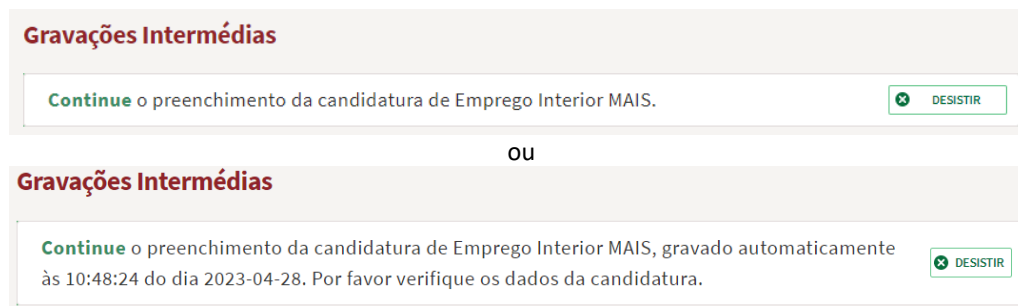 Gravações Intermédias
Continue o preenchimento da candidatura de Emprego Interior MAIS.
DESISTIR
ou
Gravações Intermédias
Continue o preenchimento da candidatura de Emprego Interior MAIS, gravado automaticamente
às 10:48:24 do dia 2023-04-28. Por favor verifique os dados da candidatura.
DESISTIR